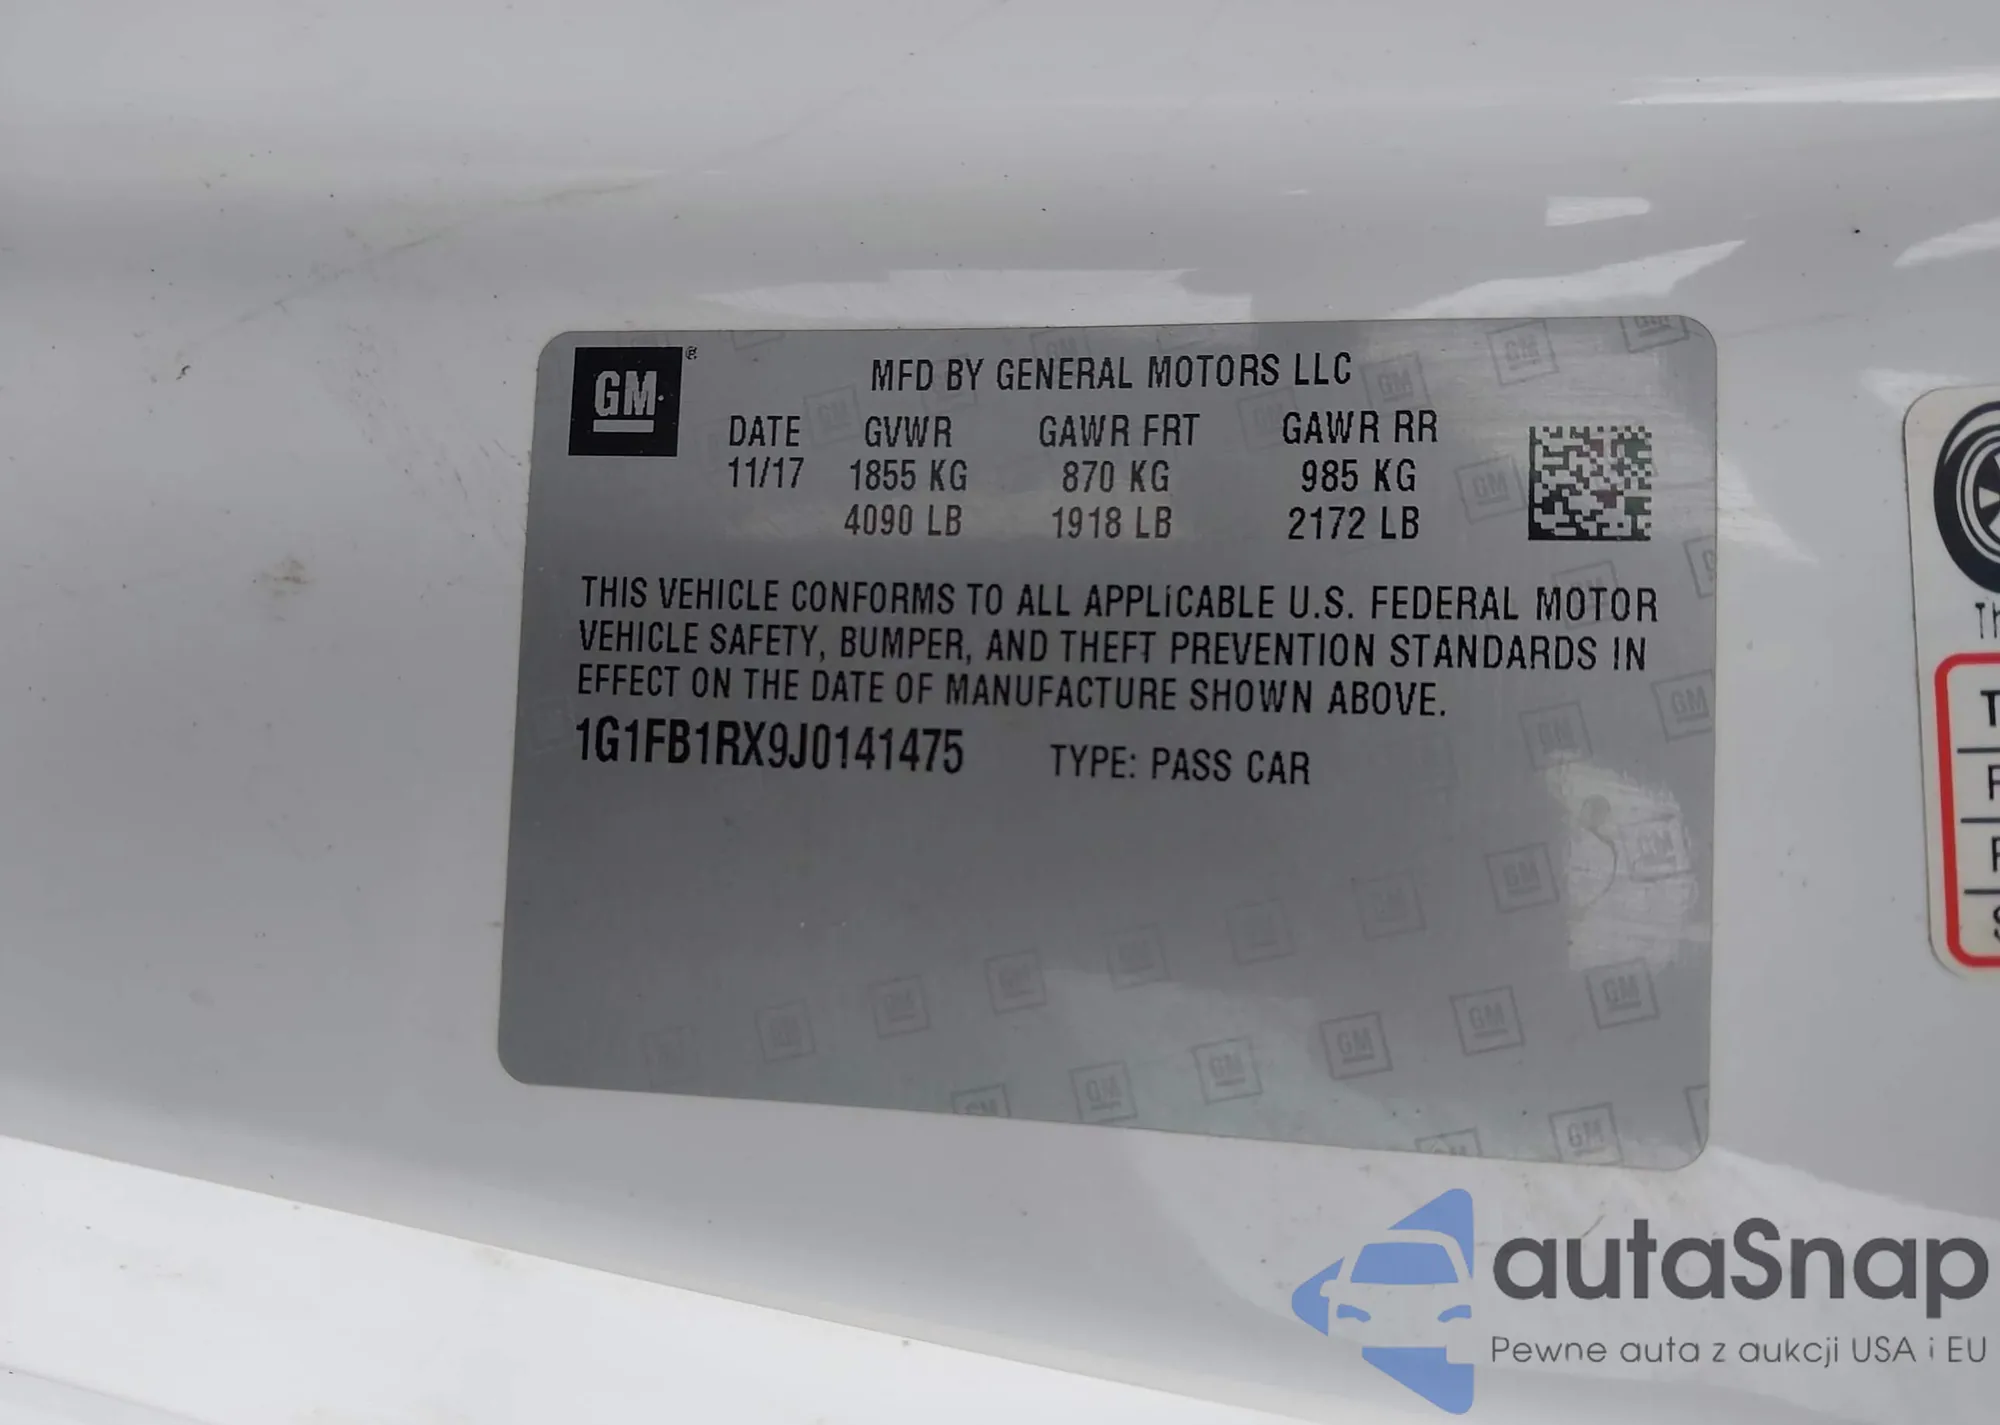 GM ®
MFD BY GENERAL MOTORS LLC
DATE GVWR GAWR FRT GAWR RR
11/17 1855 KG 870 KG 985 KG
4090 LB 1918 LB 2172 LB
THIS VEHICLE CONFORMS TO ALL APPLICABLE U.S. FEDERAL MOTOR
VEHICLE SAFETY, BUMPER, AND THEFT PREVENTION STANDARDS IN
EFFECT ON THE DATE OF MANUFACTURE SHOWN ABOVE.
1G1FB1RX9J0141475 TYPE: PASS CAR
autaSnap
Pewne auta z aukcji USA i EU